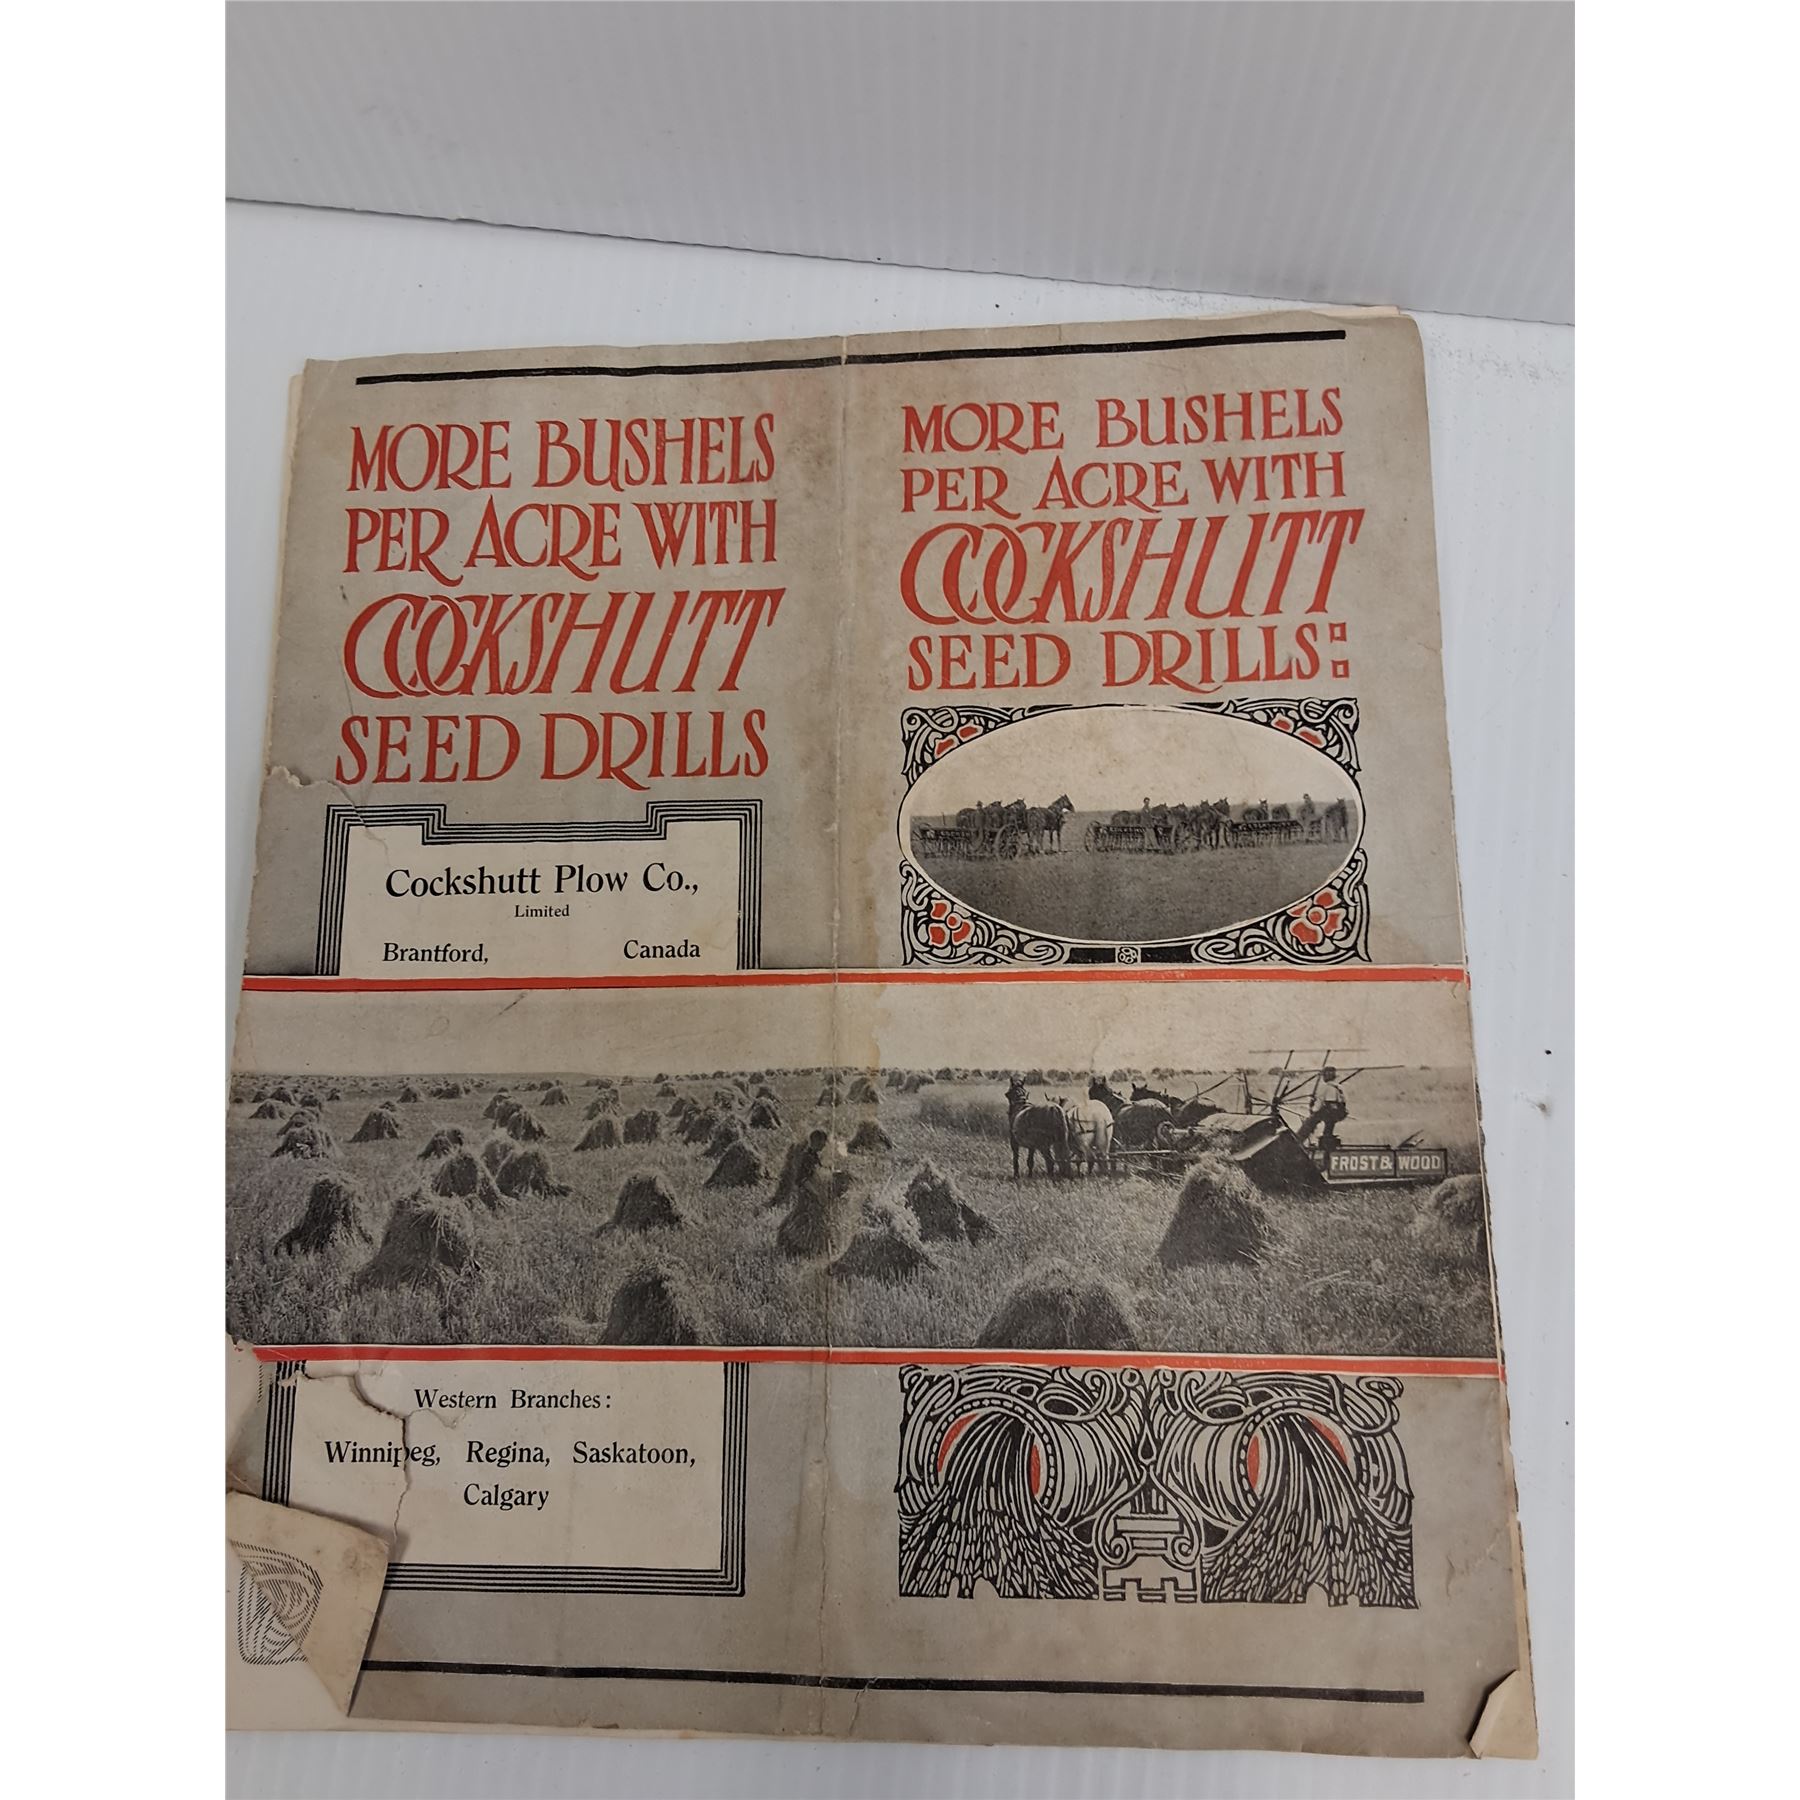 MORE BUSHELS
PER ACRE WITH
COCKSHUTT
SEED DRILLS
Cockshutt Plow Co.,
Limited
Brantford, Canada
MORE BUSHELS
PER ACRE WITH
COCKSHUTT
SEED DRILLS:
FROST & WOOD
Western Branches:
Winnipeg, Regina, Saskatoon,
Calgary